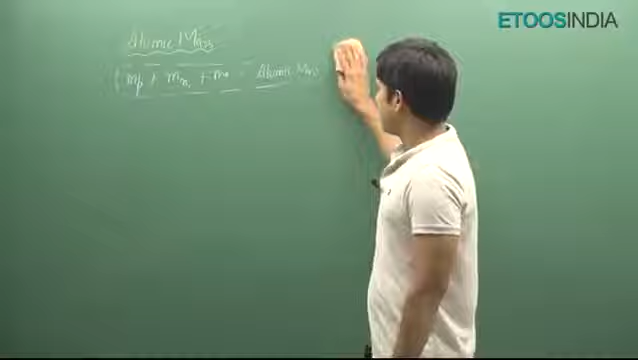 ETOOSINDIA
Atomic Mass
( mp + mn + me = Atomic Mass